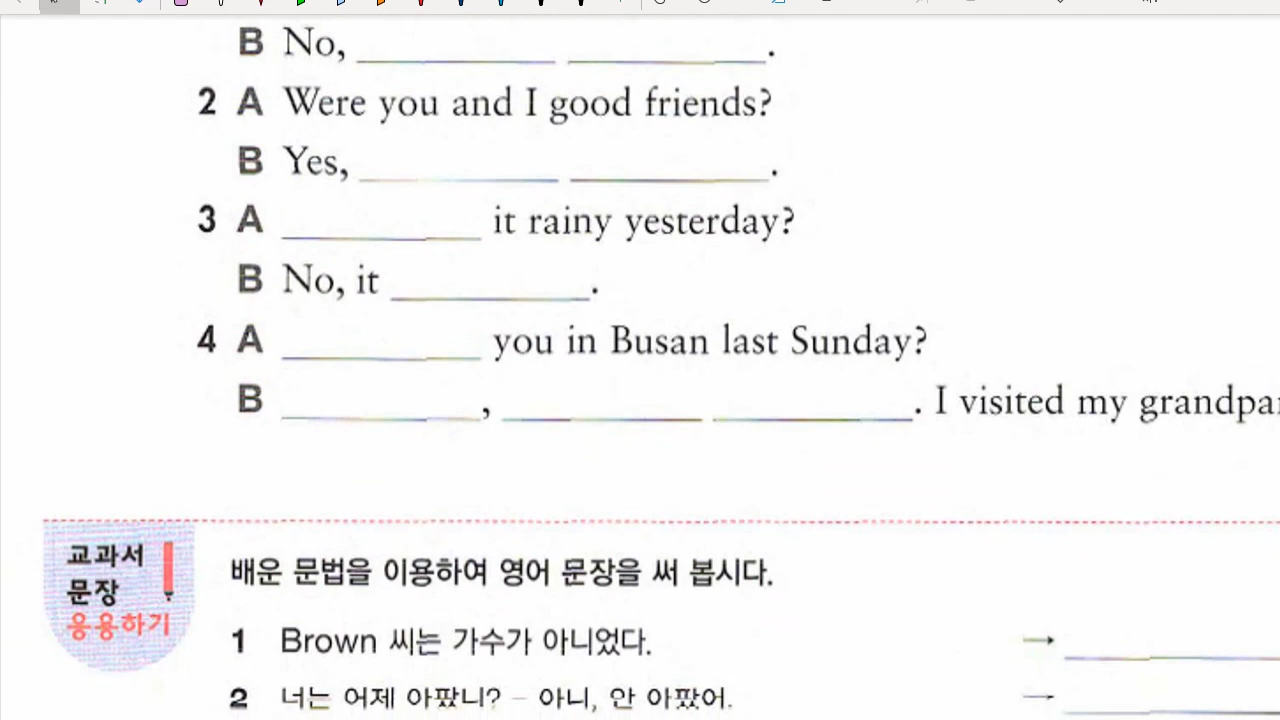 B No, ________ ________.
2 A Were you and I good friends?
B Yes, ________ ________.
3 A ________ it rainy yesterday?
B No, it ________.
4 A ________ you in Busan last Sunday?
B ________, ________ ________. I visited my
교과서
문장
응용하기
배운 문법을 이용하여 영어 문장을 써 봅시다.
1 Brown 씨는 가수가 아니었다. → ________
2 너는 어제 아팠니? – 아니, 안 아팠어. → ________